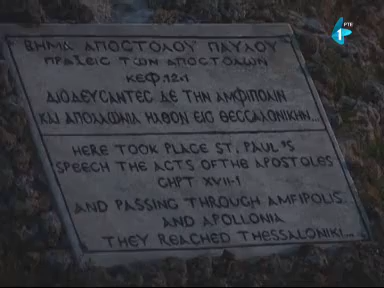 ΒΗΜΑ ΑΠΟΣΤΟΛΟΥ ΠΑΥΛΟΥ
ΠΡΑΞΕΙΣ ΤΩΝ ΑΠΟΣΤΟΛΩΝ
ΚΕΦ.
ΔΙΟΔΕΥΣΑΝΤΕΣ ΔΕ ΤΗΝ ΑΜΦΙΠΟΛΙΝ
ΚΑΙ ΑΠΟΛΛΩΝΙΑ ΗΛΘΟΝ ΕΙΣ ΘΕΣΣΑΛΟΝΙΚΗΝ...
HERE TOOK PLACE ST. PAUL'S
SPEECH THE ACTS OF THE APOSTOLES
CHPT XVII-1
AND PASSING THROUGH AMFIPOLIS
AND APOLLONIA
THEY REACHED THESSALONIKI...
РТС
1